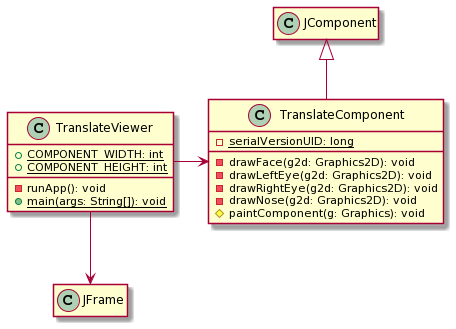 C JComponent
C TranslateViewer
COMPONENT_WIDTH: int
COMPONENT_HEIGHT: int
runApp(): void
main(args: String[]): void
C TranslateComponent
serialVersionUID: long
drawFace(g2d: Graphics2D): void
drawLeftEye(g2d: Graphics2D): void
drawRightEye(g2d: Graphics2D): void
drawNose(g2d: Graphics2D): void
paintComponent(g: Graphics): void
C JFrame